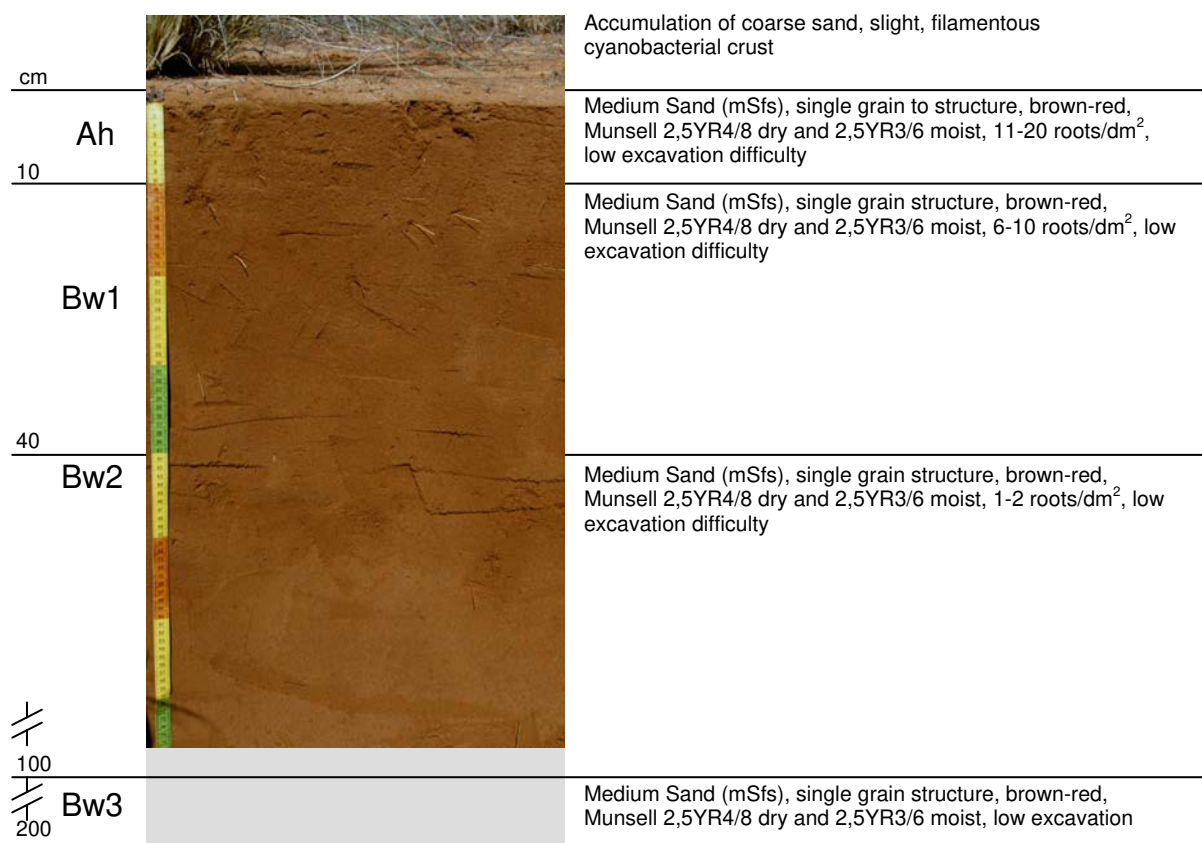 Accumulation of coarse sand, slight, filamentous
cyanobacterial crust
cm
Ah
Medium Sand (mSfs), single grain to structure, brown-red,
Munsell 2,5YR4/8 dry and 2,5YR3/6 moist, 11-20 roots/dm²,
low excavation difficulty
10
Bw1
Medium Sand (mSfs), single grain structure, brown-red,
Munsell 2,5YR4/8 dry and 2,5YR3/6 moist, 6-10 roots/dm², low
excavation difficulty
40
Bw2
Medium Sand (mSfs), single grain structure, brown-red,
Munsell 2,5YR4/8 dry and 2,5YR3/6 moist, 1-2 roots/dm², low
excavation difficulty
100
Bw3
Medium Sand (mSfs), single grain structure, brown-red,
Munsell 2,5YR4/8 dry and 2,5YR3/6 moist, low excavation
200